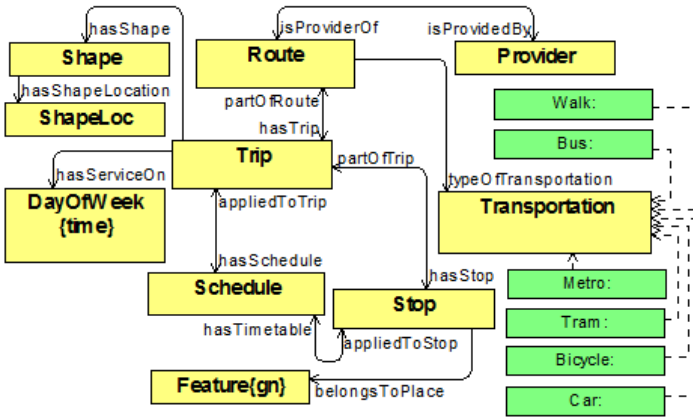 hasShape
isProviderOf
isProvidedBy
Shape
Route
Provider
hasShapeLocation
partOfRoute
Walk:
ShapeLoc
hasTrip
Bus:
Trip
partOfTrip
hasServiceOn
typeOfTransportation
DayOfWeek
{time}
appliedToTrip
Transportation
hasSchedule
hasStop
Schedule
Metro:
Stop
hasTimetable
appliedToStop
Tram :
Bicycle:
Feature{gn}
belongsToPlace
Car: